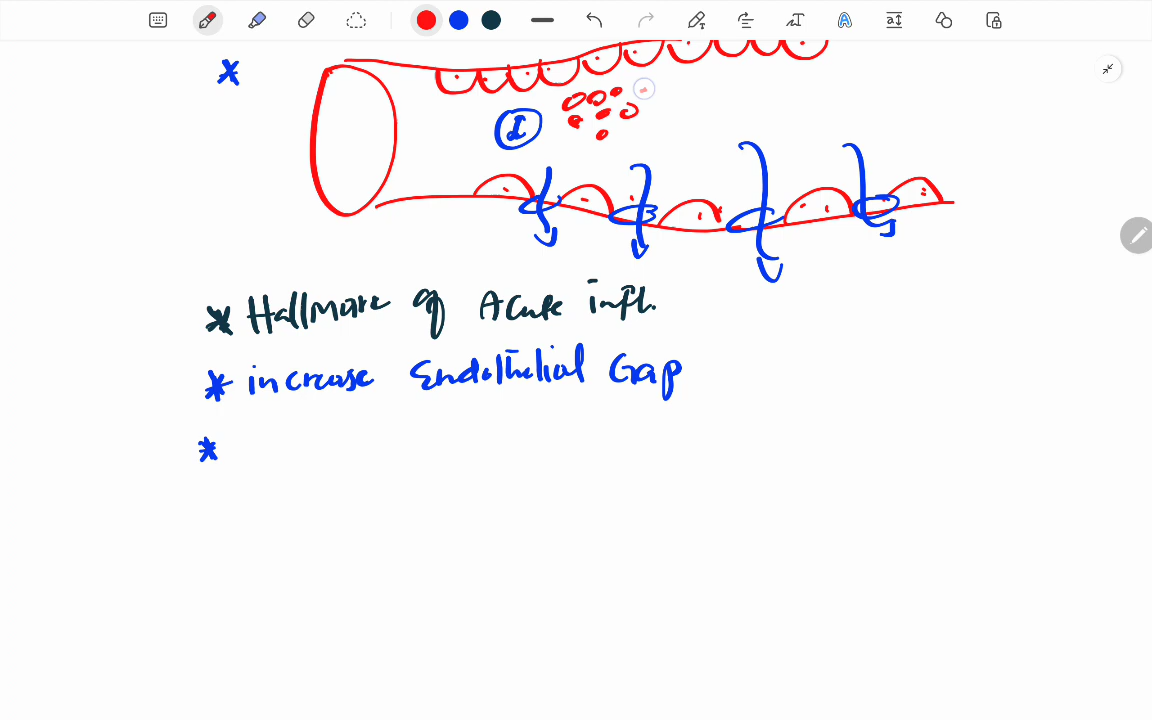 *
I
* Hallmark of Acute infl.
* increase Endothelial Gap
*